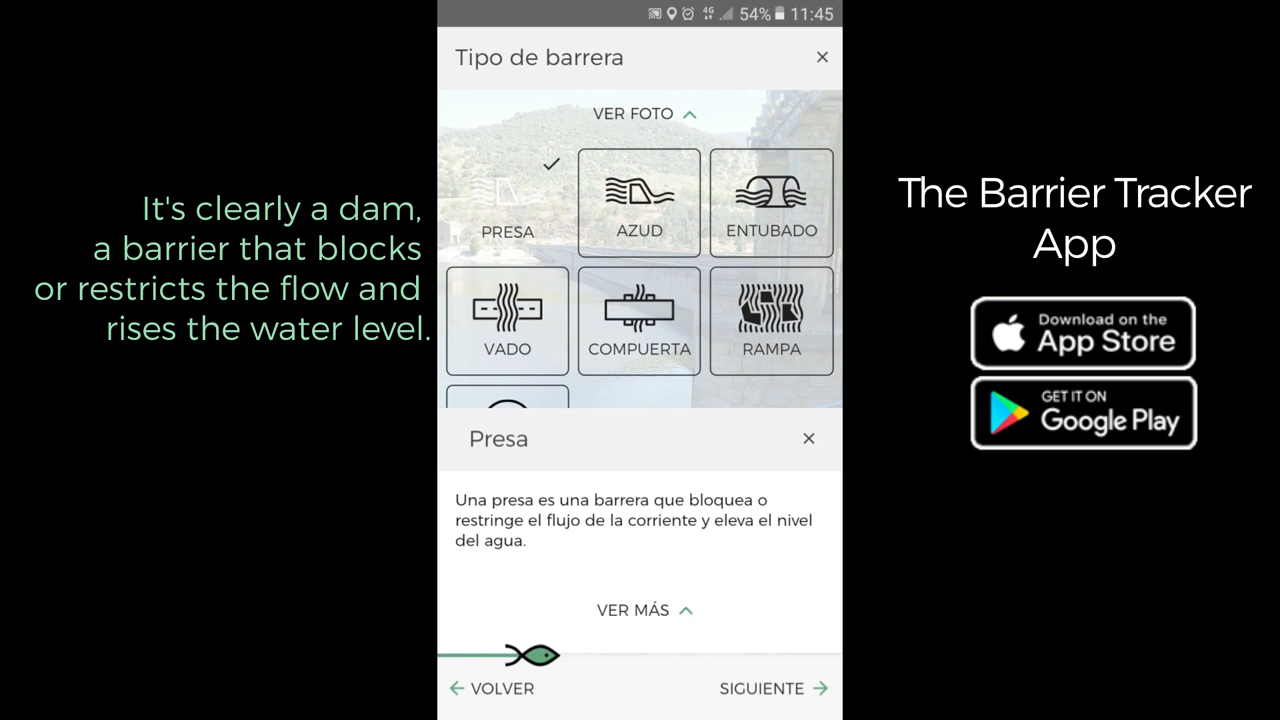 It's clearly a dam,
a barrier that blocks
or restricts the flow and
rises the water level.
4G 54% 11:45
Tipo de barrera ×
VER FOTO
PRESA
AZUD
ENTUBADO
VADO
COMPUERTA
RAMPA
Presa ×
Una presa es una barrera que bloquea o
restringe el flujo de la corriente y eleva el nivel
del agua.
VER MÁS
VOLVER
SIGUIENTE
The Barrier Tracker
App
Download on the
App Store
GET IT ON
Google Play